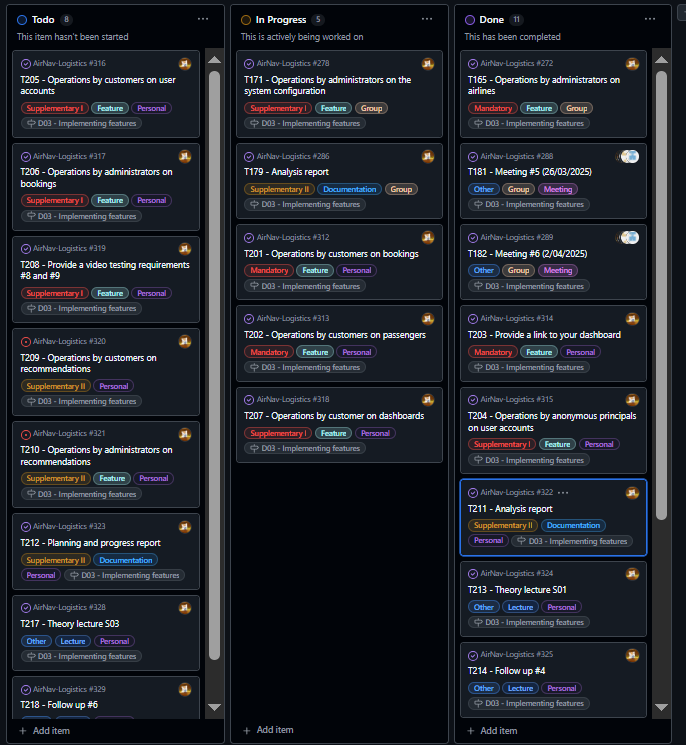 Todo 8
This item hasn't been started
AirNav-Logistics #316
T205 - Operations by customers on user
accounts
Supplementary I Feature Personal
D03 - Implementing features
AirNav-Logistics #317
T206 - Operations by administrators on
bookings
Supplementary I Feature Personal
D03 - Implementing features
AirNav-Logistics #319
T208 - Provide a video testing requirements
#8 and #9
Supplementary I Feature Personal
D03 - Implementing features
AirNav-Logistics #320
T209 - Operations by customers on
recommendations
Supplementary II Personal
D03 - Implementing features
AirNav-Logistics #321
T210 - Operations by administrators on
recommendations
Supplementary II Feature Personal
D03 - Implementing features
AirNav-Logistics #323
T212 - Planning and progress report
Supplementary II Documentation
Personal D03 - Implementing features
AirNav-Logistics #328
T217 - Theory lecture S03
Other Lecture Personal
D03 - Implementing features
AirNav-Logistics #329
T218 - Follow up #6
Add item
In Progress 5
This is actively being worked on
AirNav-Logistics #278
T171 - Operations by administrators on the
system configuration
Supplementary I Feature Group
D03 - Implementing features
AirNav-Logistics #286
T179 - Analysis report
Supplementary II Documentation Group
D03 - Implementing features
AirNav-Logistics #312
T201 - Operations by customers on bookings
Mandatory Feature Personal
D03 - Implementing features
AirNav-Logistics #313
T202 - Operations by customers on passengers
Mandatory Feature Personal
D03 - Implementing features
AirNav-Logistics #318
T207 - Operations by customer on dashboards
Supplementary I Feature Personal
D03 - Implementing features
Add item
Done 11
This has been completed
AirNav-Logistics #272
T165 - Operations by administrators on
airlines
Mandatory Feature Group
D03 - Implementing features
AirNav-Logistics #288
T181 - Meeting #5 (26/03/2025)
Other Group Meeting
D03 - Implementing features
AirNav-Logistics #289
T182 - Meeting #6 (2/04/2025)
Other Group Meeting
D03 - Implementing features
AirNav-Logistics #314
T203 - Provide a link to your dashboard
Mandatory Feature Personal
D03 - Implementing features
AirNav-Logistics #315
T204 - Operations by anonymous principals
on user accounts
Supplementary I Feature Personal
D03 - Implementing features
AirNav-Logistics #322
T211 - Analysis report
Supplementary II Documentation
Personal D03 - Implementing features
AirNav-Logistics #324
T213 - Theory lecture S01
Other Lecture Personal
D03 - Implementing features
AirNav-Logistics #325
T214 - Follow up #4
Other Lecture Personal
D03 - Implementing features
Add item